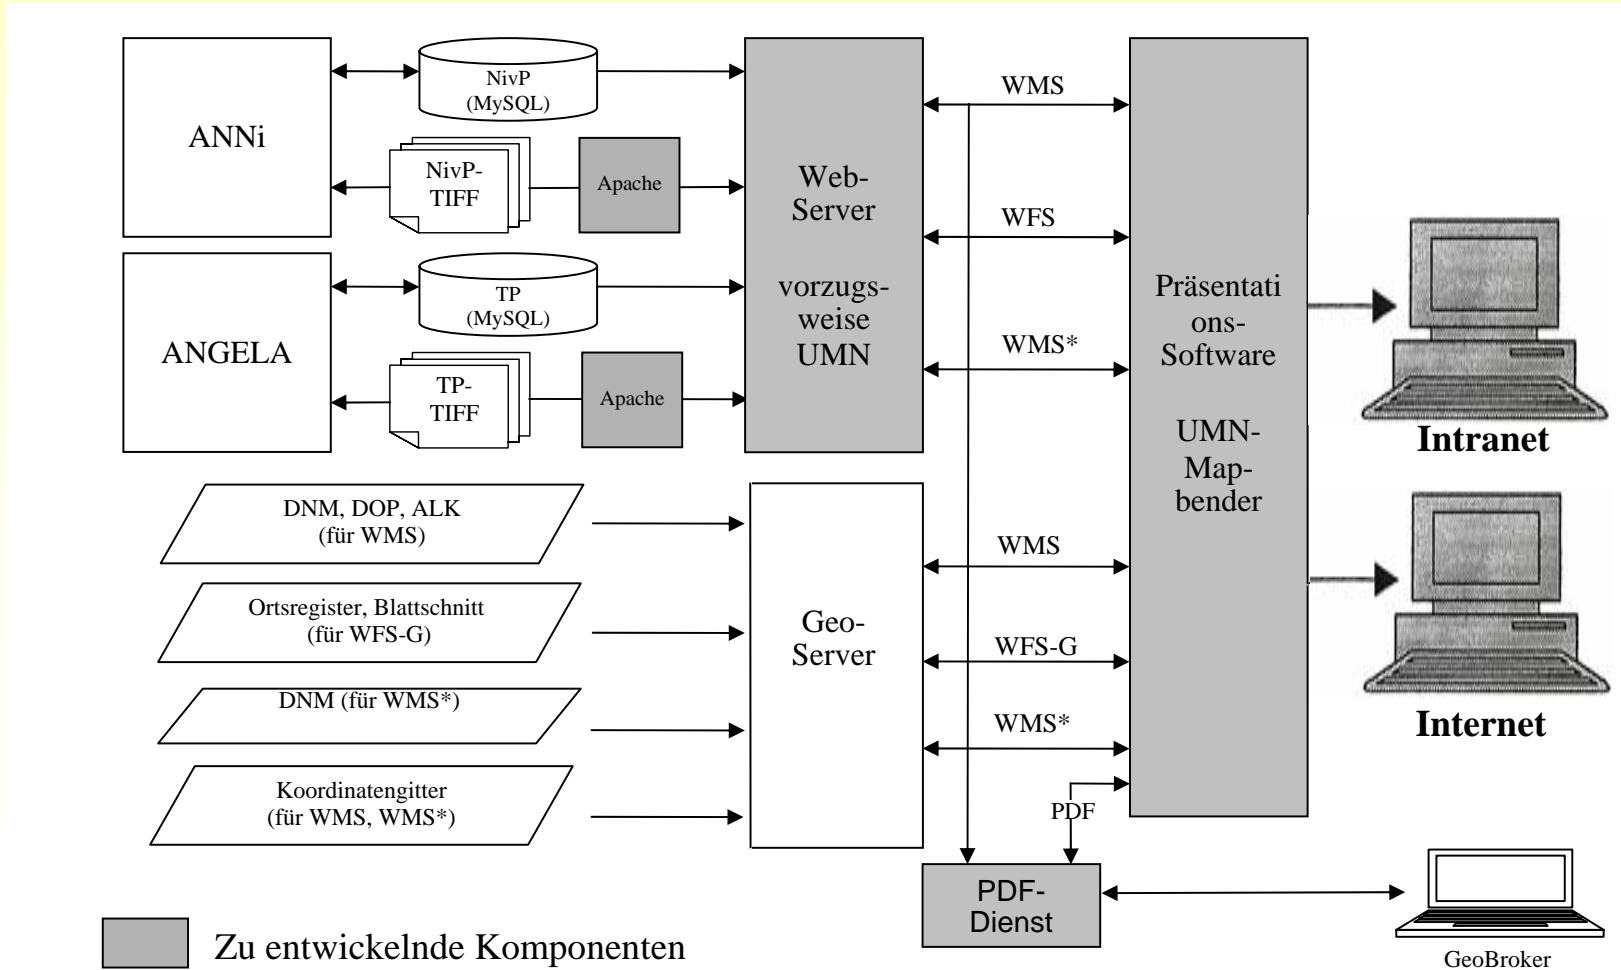 ANNi
NivP
(MySQL)
NivP-
TIFF
Apache
ANGELA
TP
(MySQL)
TP-
TIFF
Apache
Web-
Server
vorzugs-
weise
UMN
WMS
WFS
WMS*
Präsentati
ons-
Software
UMN-
Map-
bender
Intranet
Internet
DNM, DOP, ALK
(für WMS)
Ortsregister, Blattschnitt
(für WFS-G)
DNM (für WMS*)
Koordinatengitter
(für WMS, WMS*)
Geo-
Server
WMS
WFS-G
WMS*
PDF
PDF-
Dienst
GeoBroker
Zu entwickelnde Komponenten